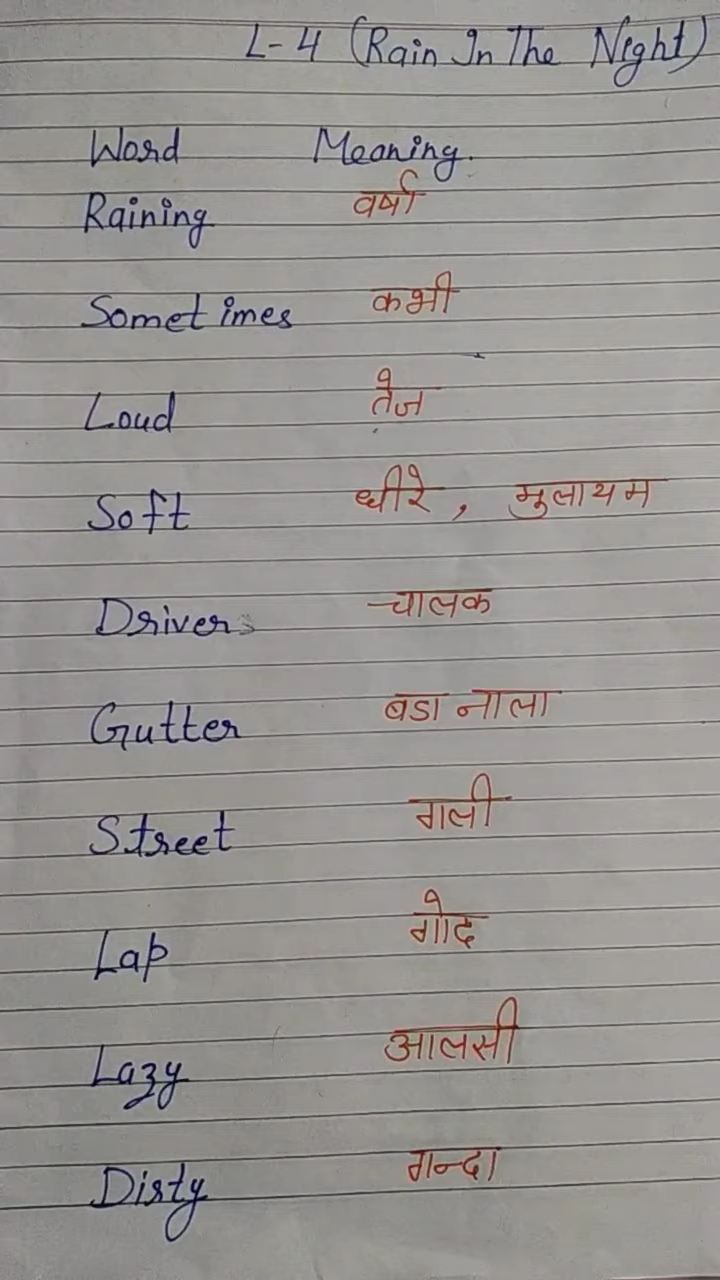 L-4 (Rain In The Night)
Word Meaning.
Raining वर्षा
Sometimes कभी
Loud तेज
Soft धीरे, मुलायम
Driver चालक
Gutter बडा नाला
Street गली
Lap गोद
Lazy आलसी
Dirty गन्दा